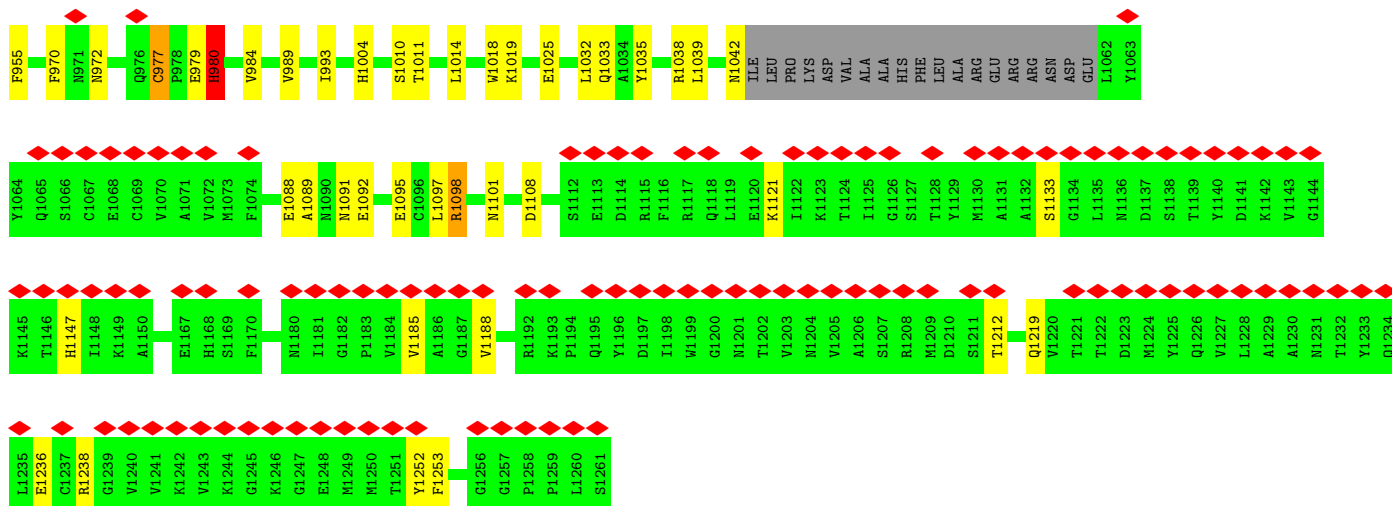 F955 F970 N971 N972 Q976 C977 P978 E979 H980 V984 V989 I993 H1004 S1010 T1011 L1014 W1018 K1019 E1025 L1032 Q1033 A1034 Y1035 R1038 L1039 N1042 ILE LEU PRO LYS ASP VAL ALA ALA HIS PHE LEU ALA ARG GLU ARG ARG ASN ASP GLU L1062 Y1063
Y1064 Q1065 S1066 C1067 E1068 C1069 V1070 A1071 V1072 M1073 F1074 E1088 A1089 N1090 N1091 E1092 E1095 C1096 L1097 R1098 N1101 D1108 S1112 E1113 D1114 R1115 F1116 R1117 Q1118 L1119 E1120 K1121 I1122 K1123 T1124 I1125 G1126 S1127 T1128 Y1129 M1130 A1131 A1132 S1133 G1134 L1135 N1136 D1137 S1138 T1139 Y1140 D1141 K1142 V1143 G1144
K1145 T1146 H1147 I1148 K1149 A1150 E1167 H1168 S1169 F1170 N1180 I1181 G1182 P1183 V1184 V1185 A1186 G1187 V1188 R1192 K1193 P1194 Q1195 Y1196 D1197 I1198 W1199 G1200 N1201 T1202 V1203 N1204 V1205 A1206 S1207 R1208 M1209 D1210 S1211 T1212 Q1219 V1220 T1221 T1222 D1223 M1224 Y1225 Q1226 V1227 L1228 A1229 A1230 N1231 T1232 Y1233 Q1234
L1235 E1236 C1237 R1238 G1239 V1240 V1241 K1242 V1243 K1244 G1245 K1246 G1247 E1248 M1249 M1250 T1251 Y1252 F1253 G1256 G1257 P1258 P1259 L1260 S1261